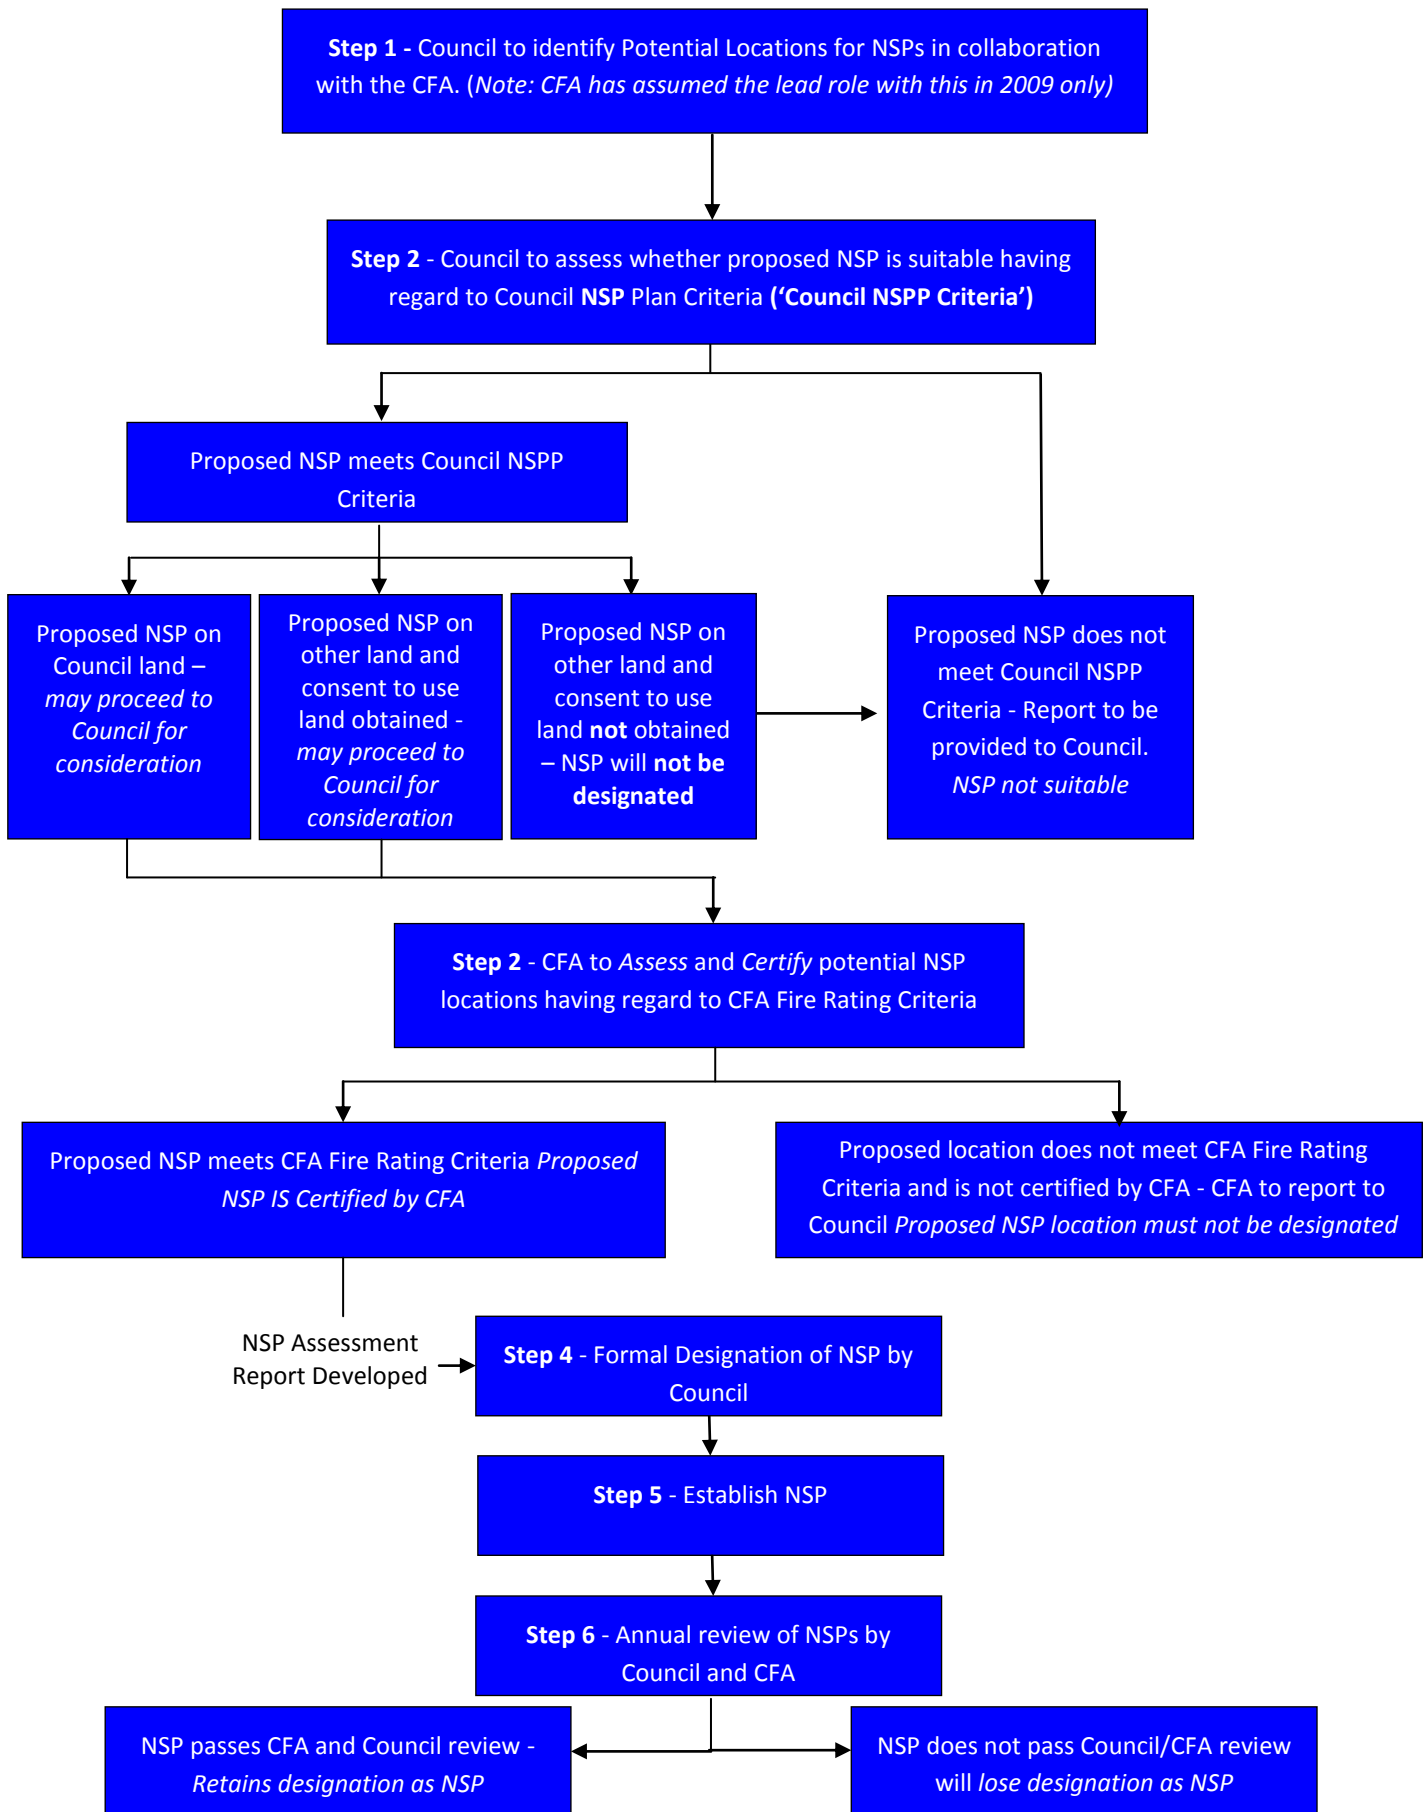 Step 1 - Council to identify Potential Locations for NSPs in collaboration
with the CFA. (Note: CFA has assumed the lead role with this in 2009 only)
Step 2 - Council to assess whether proposed NSP is suitable having
regard to Council NSP Plan Criteria (‘Council NSPP Criteria’)
Proposed NSP meets Council NSPP
Criteria
Proposed NSP on
Council land –
may proceed to
Council for
consideration
Proposed NSP on
other land and
consent to use
land obtained -
may proceed to
Council for
consideration
Proposed NSP on
other land and
consent to use
land not obtained
– NSP will not be
designated
Proposed NSP does not
meet Council NSPP
Criteria - Report to be
provided to Council.
NSP not suitable
Step 2 - CFA to Assess and Certify potential NSP
locations having regard to CFA Fire Rating Criteria
Proposed NSP meets CFA Fire Rating Criteria Proposed
NSP IS Certified by CFA
Proposed location does not meet CFA Fire Rating
Criteria and is not certified by CFA - CFA to report to
Council Proposed NSP location must not be designated
NSP Assessment
Report Developed
Step 4 - Formal Designation of NSP by
Council
Step 5 - Establish NSP
Step 6 - Annual review of NSPs by
Council and CFA
NSP passes CFA and Council review -
Retains designation as NSP
NSP does not pass Council/CFA review
will lose designation as NSP